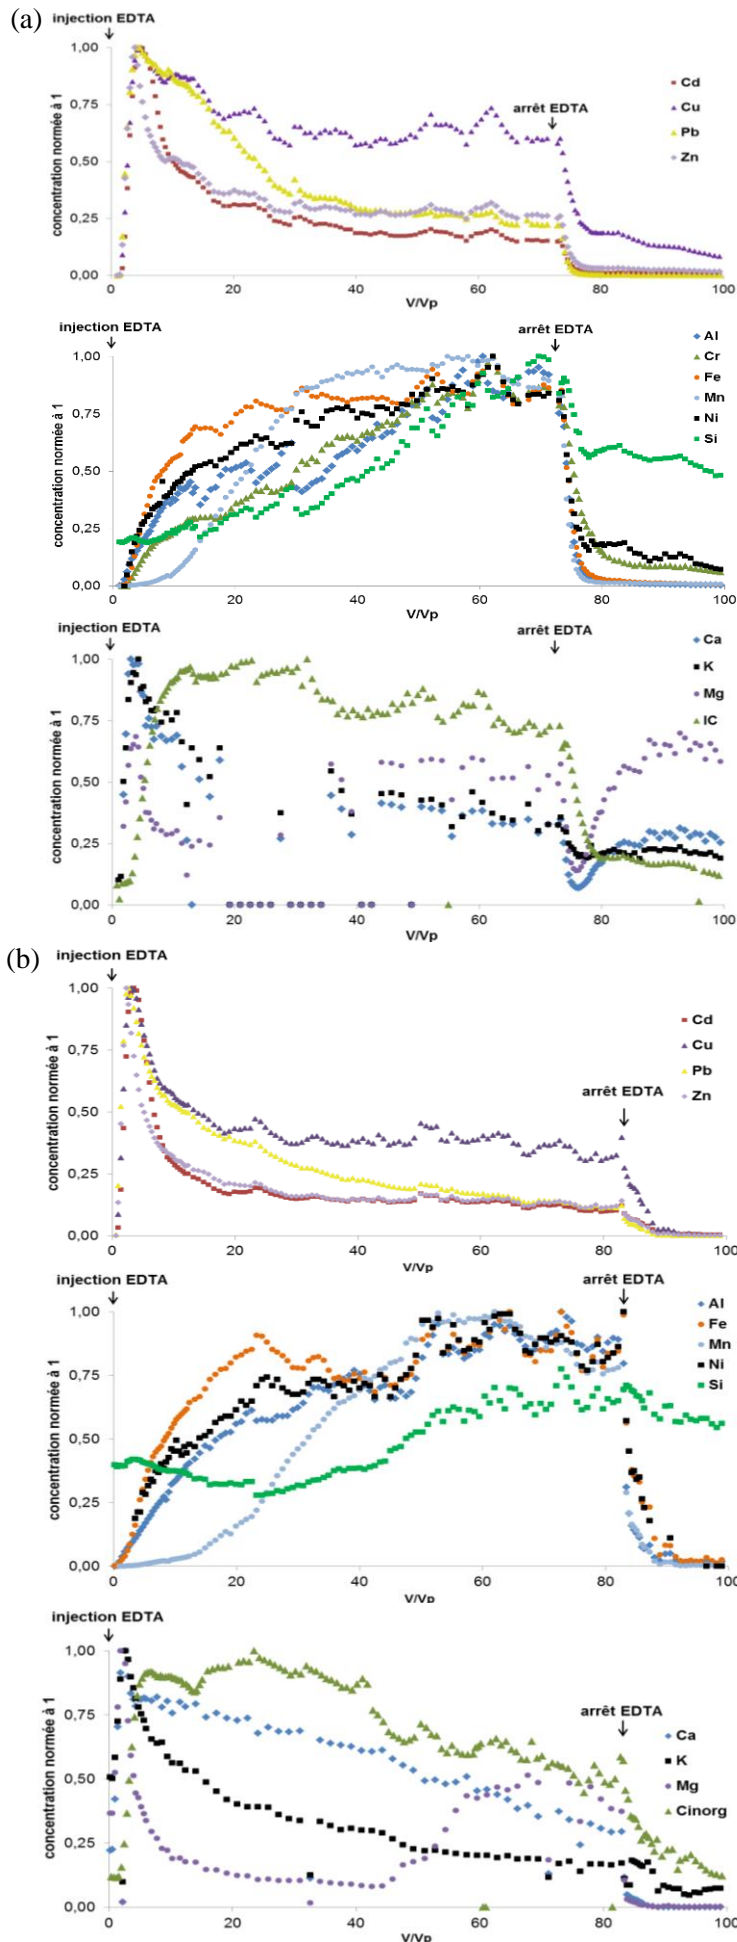 (a)
injection EDTA
concentration normée à 1
1,00
0,75
0,50
0,25
0,00
arrêt EDTA
Cd
Cu
Pb
Zn
0 20 40 60 80 100
V/Vp
injection EDTA
concentration normée à 1
1,00
0,75
0,50
0,25
0,00
arrêt EDTA
Al
Cr
Fe
Mn
Ni
Si
0 20 40 60 80 100
V/Vp
injection EDTA
concentration normée à 1
1,00
0,75
0,50
0,25
0,00
arrêt EDTA
Ca
K
Mg
IC
0 20 40 60 80 100
V/Vp
(b)
injection EDTA
concentration normée à 1
1,00
0,75
0,50
0,25
0,00
arrêt EDTA
Cd
Cu
Pb
Zn
0 20 40 60 80 100
V/Vp
injection EDTA
concentration normée à 1
1,00
0,75
0,50
0,25
0,00
arrêt EDTA
Al
Fe
Mn
Ni
Si
0 20 40 60 80 100
V/Vp
injection EDTA
concentration normée à 1
1,00
0,75
0,50
0,25
0,00
arrêt EDTA
Ca
K
Mg
Cinorg
0 20 40 60 80 100
V/Vp